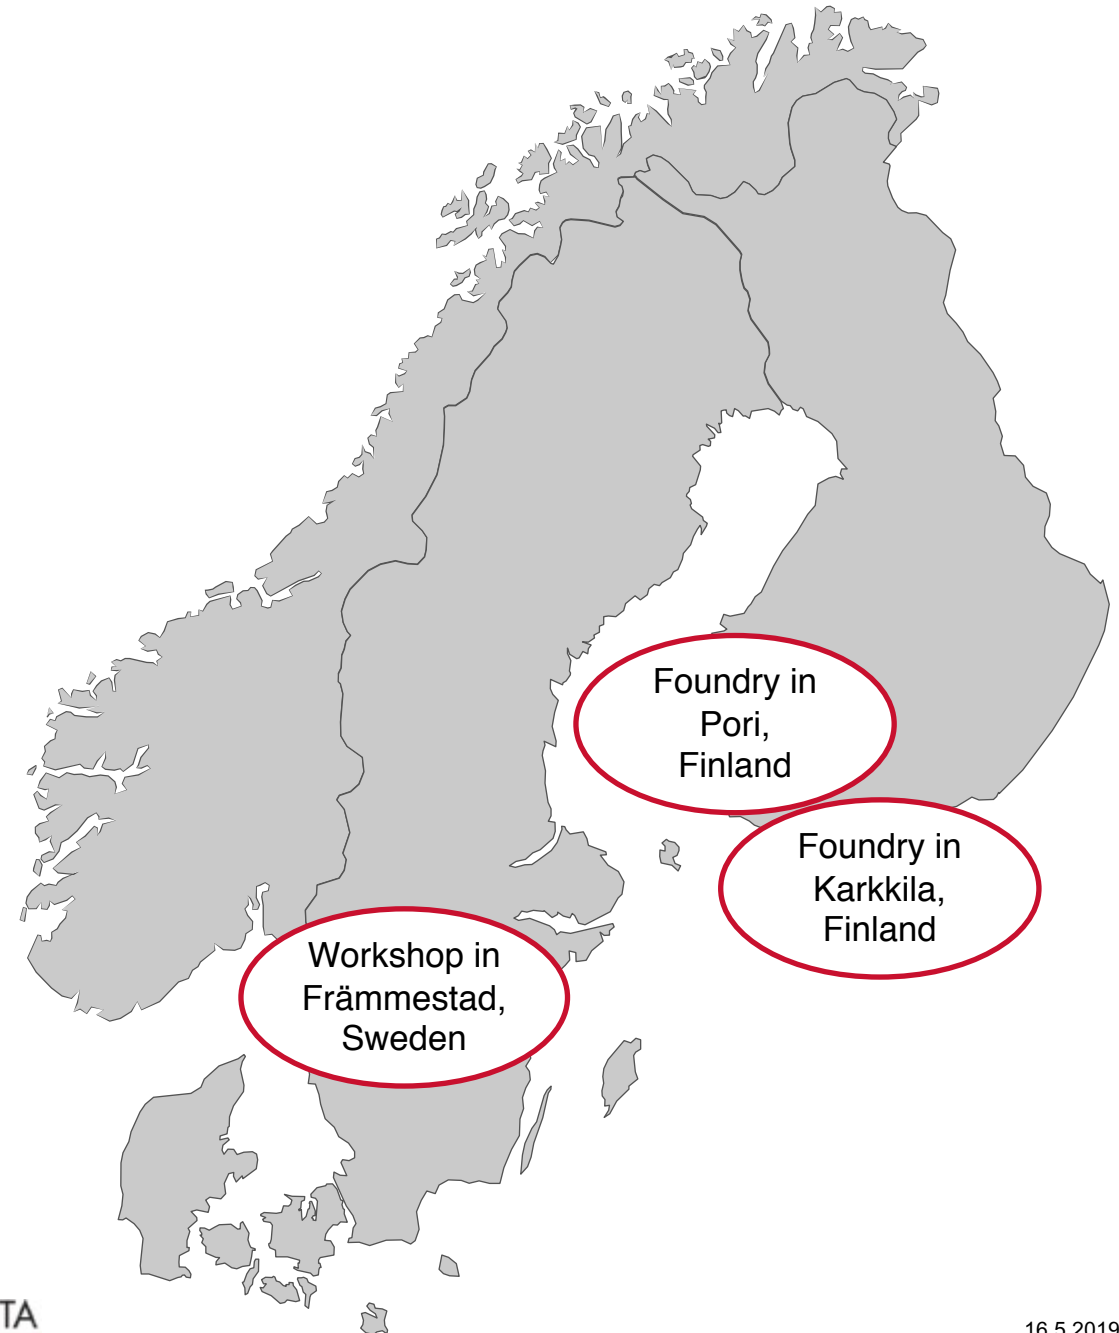 Foundry in
Pori,
Finland
Foundry in
Karkkila,
Finland
Workshop in
Främmestad,
Sweden
TA
16.5.2019